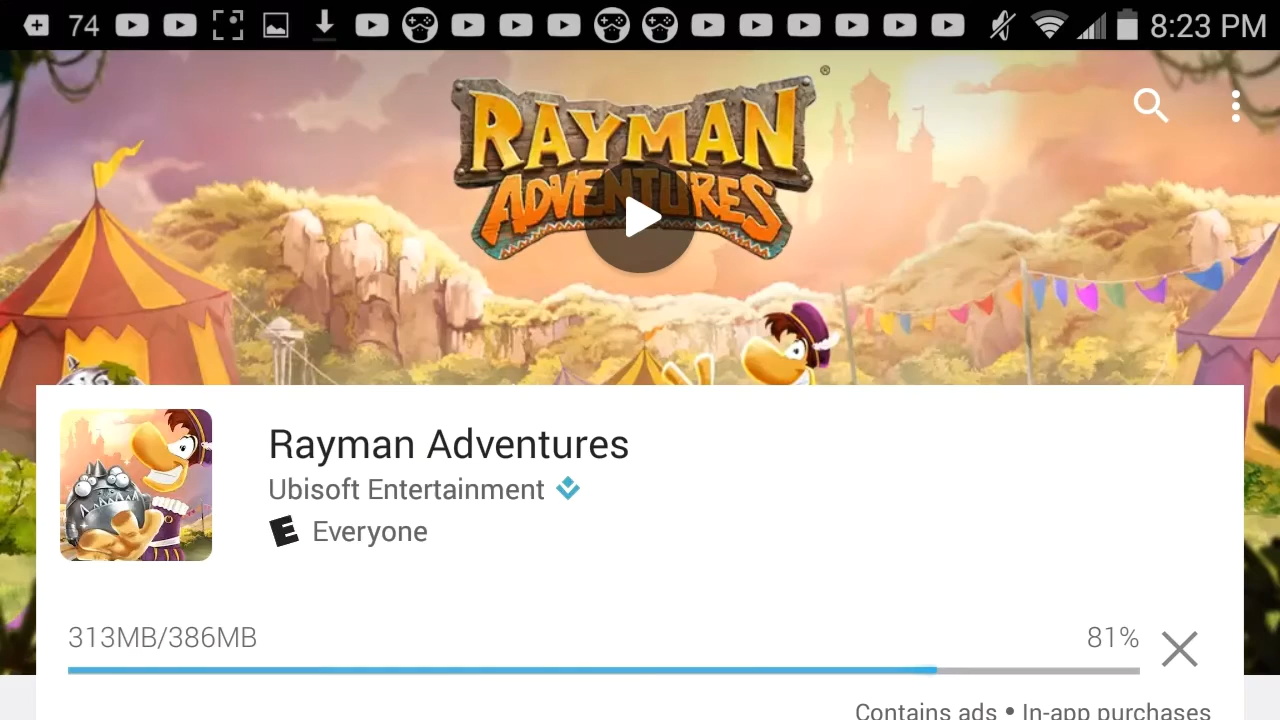 74 8:23 PM
RAYMAN®
ADVENTURES
Rayman Adventures
Ubisoft Entertainment
E Everyone
313MB/386MB 81%
Contains ads • In-app purchases